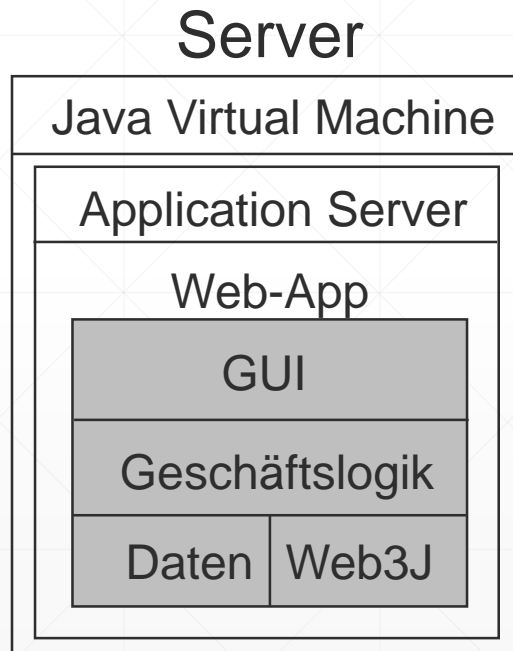 Server
Java Virtual Machine
Application Server
Web-App
GUI
Geschäftslogik
Daten Web3J